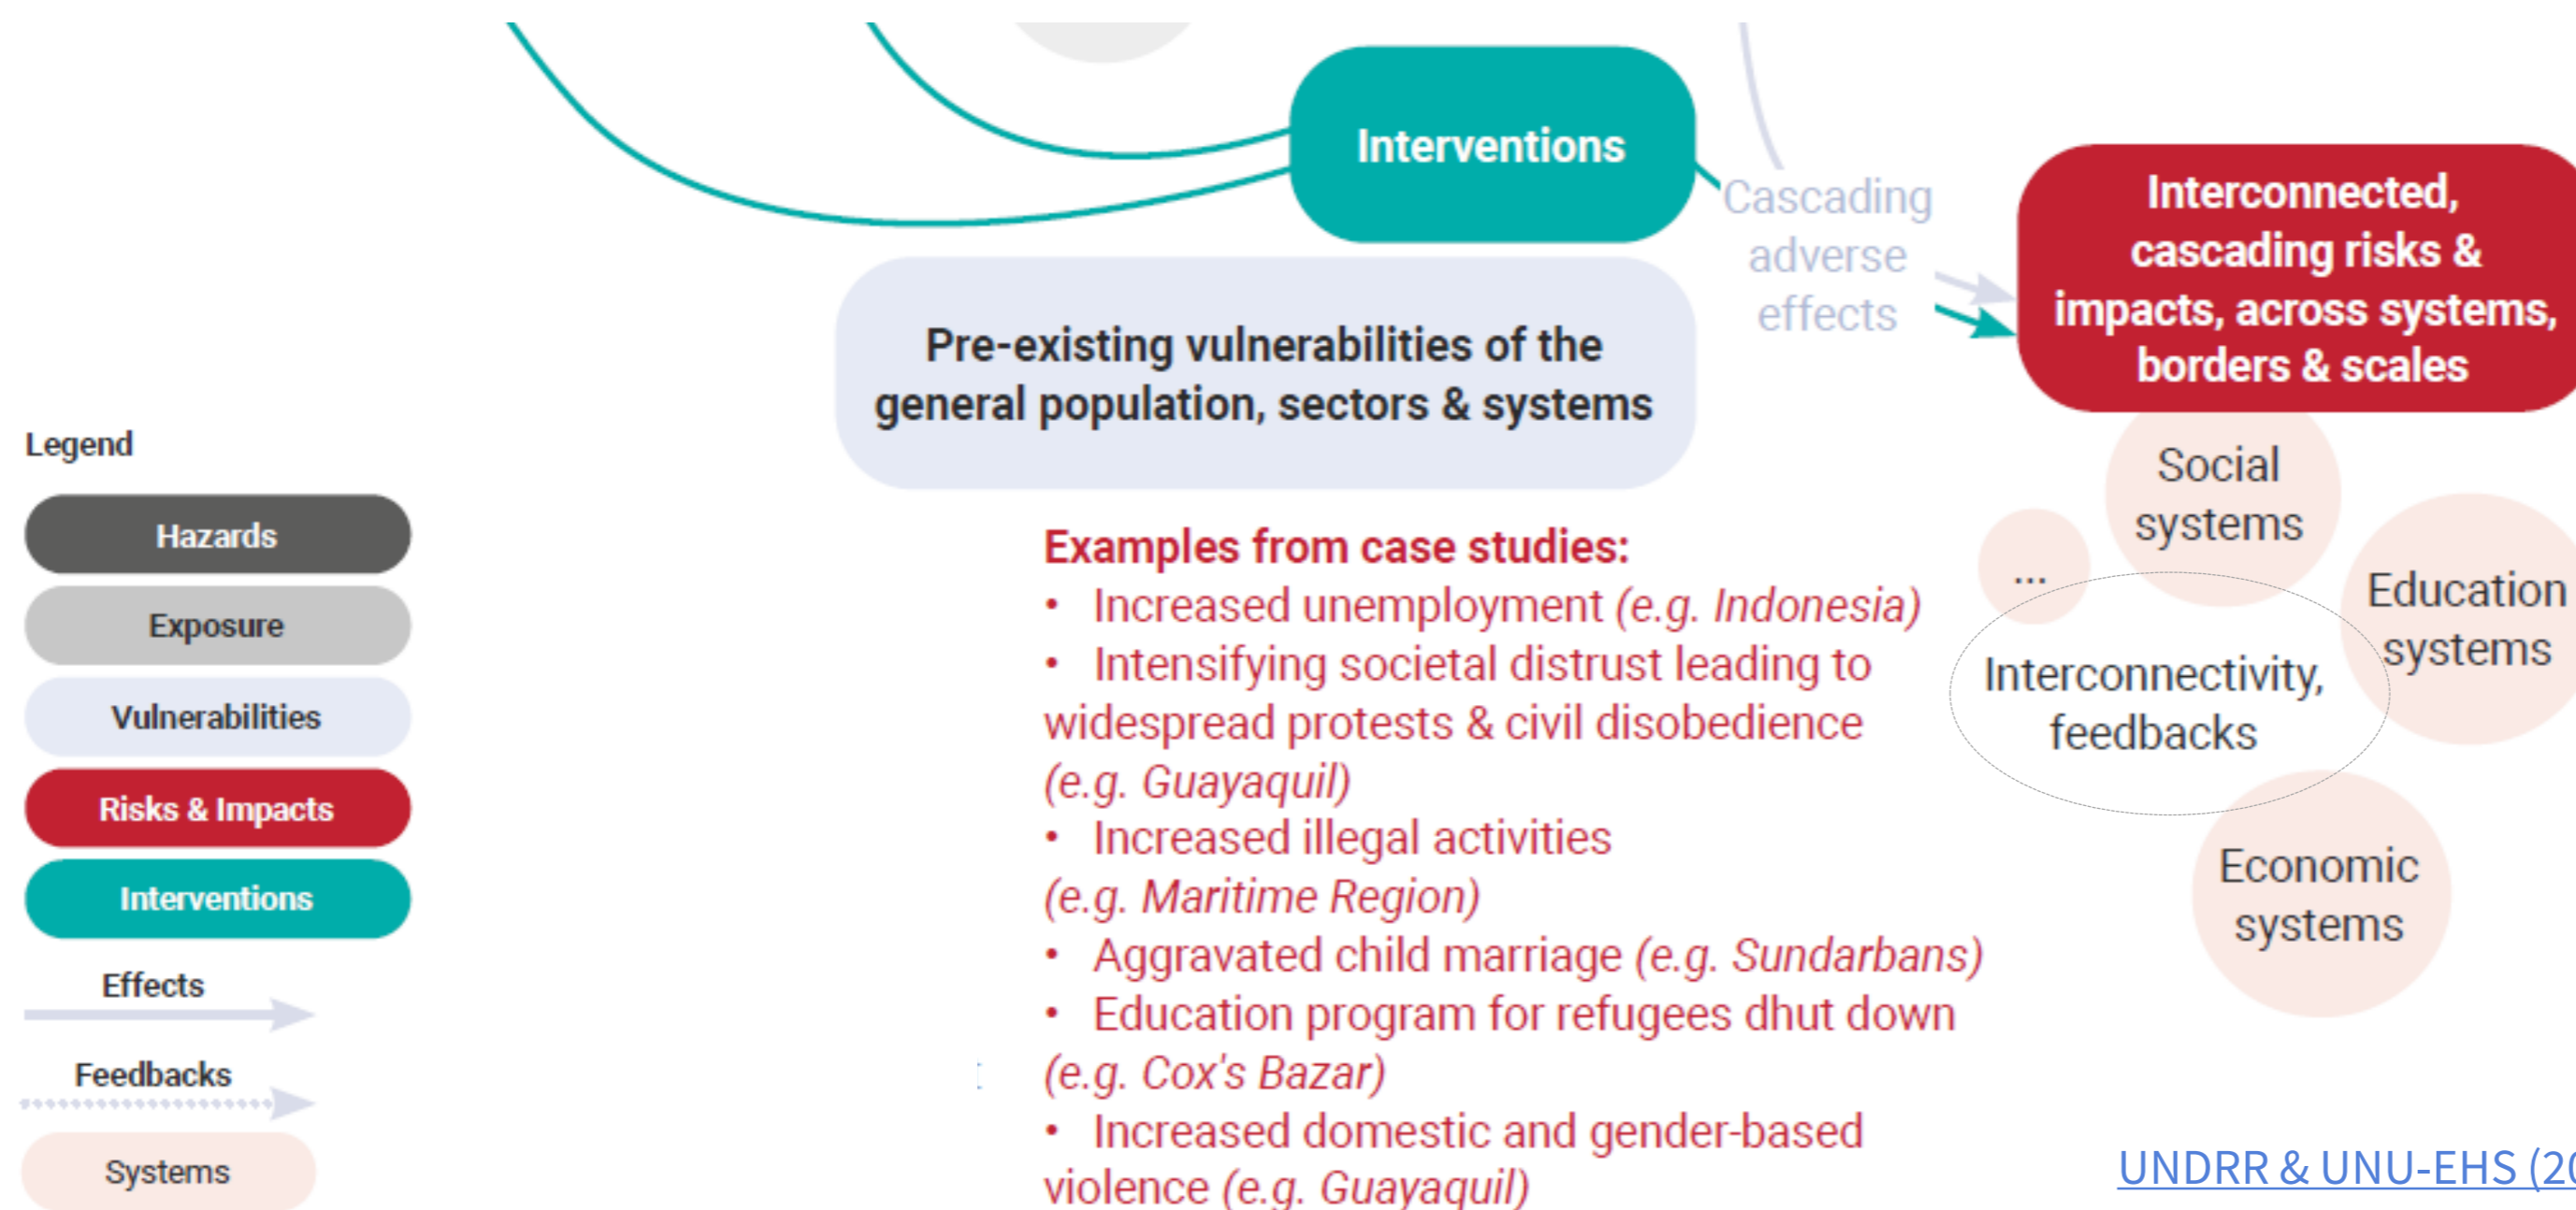 Interventions
Cascading
adverse
effects
Interconnected,
cascading risks &
impacts, across systems,
borders & scales
Pre-existing vulnerabilities of the
general population, sectors & systems
Legend
Hazards
Exposure
Vulnerabilities
Risks & Impacts
Interventions
Effects
Feedbacks
Systems
Examples from case studies:
• Increased unemployment (e.g. Indonesia)
• Intensifying societal distrust leading to
widespread protests & civil disobedience
(e.g. Guayaquil)
• Increased illegal activities
(e.g. Maritime Region)
• Aggravated child marriage (e.g. Sundarbans)
• Education program for refugees dhut down
(e.g. Cox's Bazar)
• Increased domestic and gender-based
violence (e.g. Guayaquil)
Social
systems
...
Education
systems
Interconnectivity,
feedbacks
Economic
systems
UNDRR & UNU-EHS (20